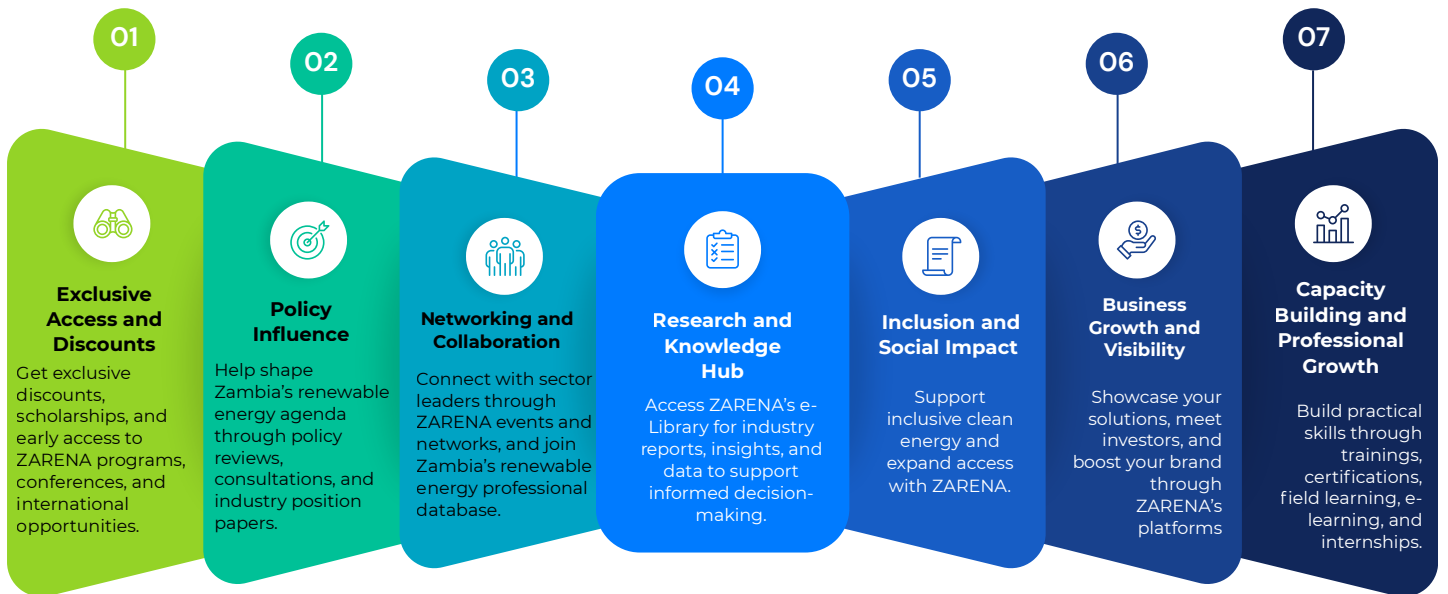 01
Exclusive
Access and
Discounts
Get exclusive
discounts,
scholarships, and
early access to
ZARENA programs,
conferences, and
international
opportunities.
02
Policy
Influence
Help shape
Zambia’s renewable
energy agenda
through policy
reviews,
consultations, and
industry position
papers.
03
Networking and
Collaboration
Connect with sector
leaders through
ZARENA events and
networks, and join
Zambia’s renewable
energy professional
database.
04
Research and
Knowledge
Hub
Access ZARENA’s e-
Library for industry
reports, insights, and
data to support
informed decision-
making.
05
Inclusion and
Social Impact
Support
inclusive clean
energy and
expand access
with ZARENA.
06
Business
Growth and
Visibility
Showcase your
solutions, meet
investors, and
boost your brand
through
ZARENA’s
platforms
07
Capacity
Building and
Professional
Growth
Build practical
skills through
trainings,
certifications,
field learning, e-
learning, and
internships.